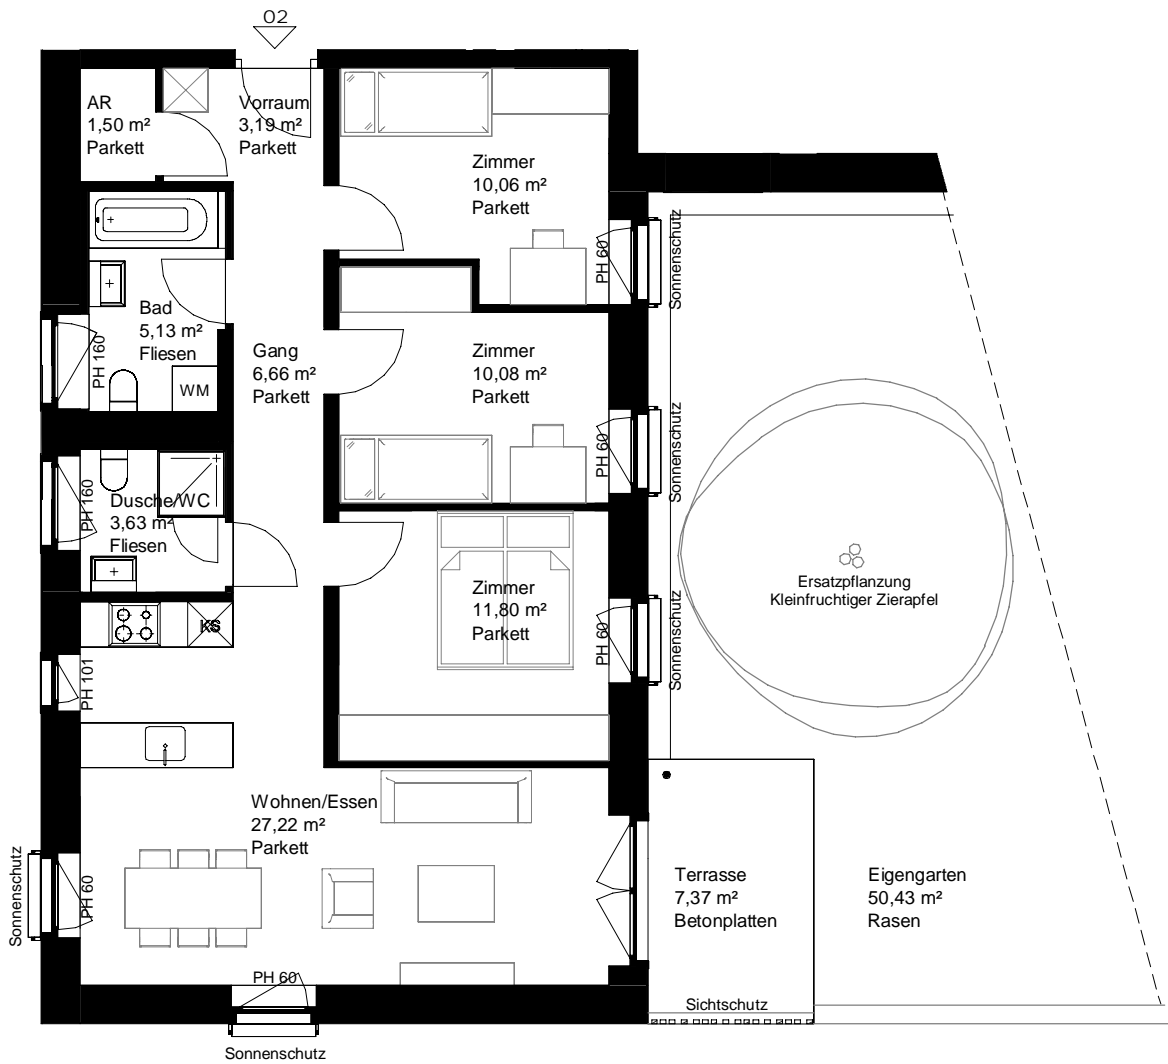 02
AR
1,50 m²
Parkett
Vorraum
3,19 m²
Parkett
Zimmer
10,06 m²
Parkett
PH 60
Sonnenschutz
Bad
5,13 m²
Fliesen
PH 160
WM
Gang
6,66 m²
Parkett
Zimmer
10,08 m²
Parkett
PH 60
Sonnenschutz
Dusche/WC
3,63 m²
Fliesen
PH 160
Zimmer
11,80 m²
Parkett
PH 60
Sonnenschutz
Ersatzpflanzung
Kleinfruchtiger Zierapfel
KS
PH 101
Wohnen/Essen
27,22 m²
Parkett
PH 60
Sonnenschutz
Terrasse
7,37 m²
Betonplatten
Eigengarten
50,43 m²
Rasen
PH 60
Sichtschutz
Sonnenschutz